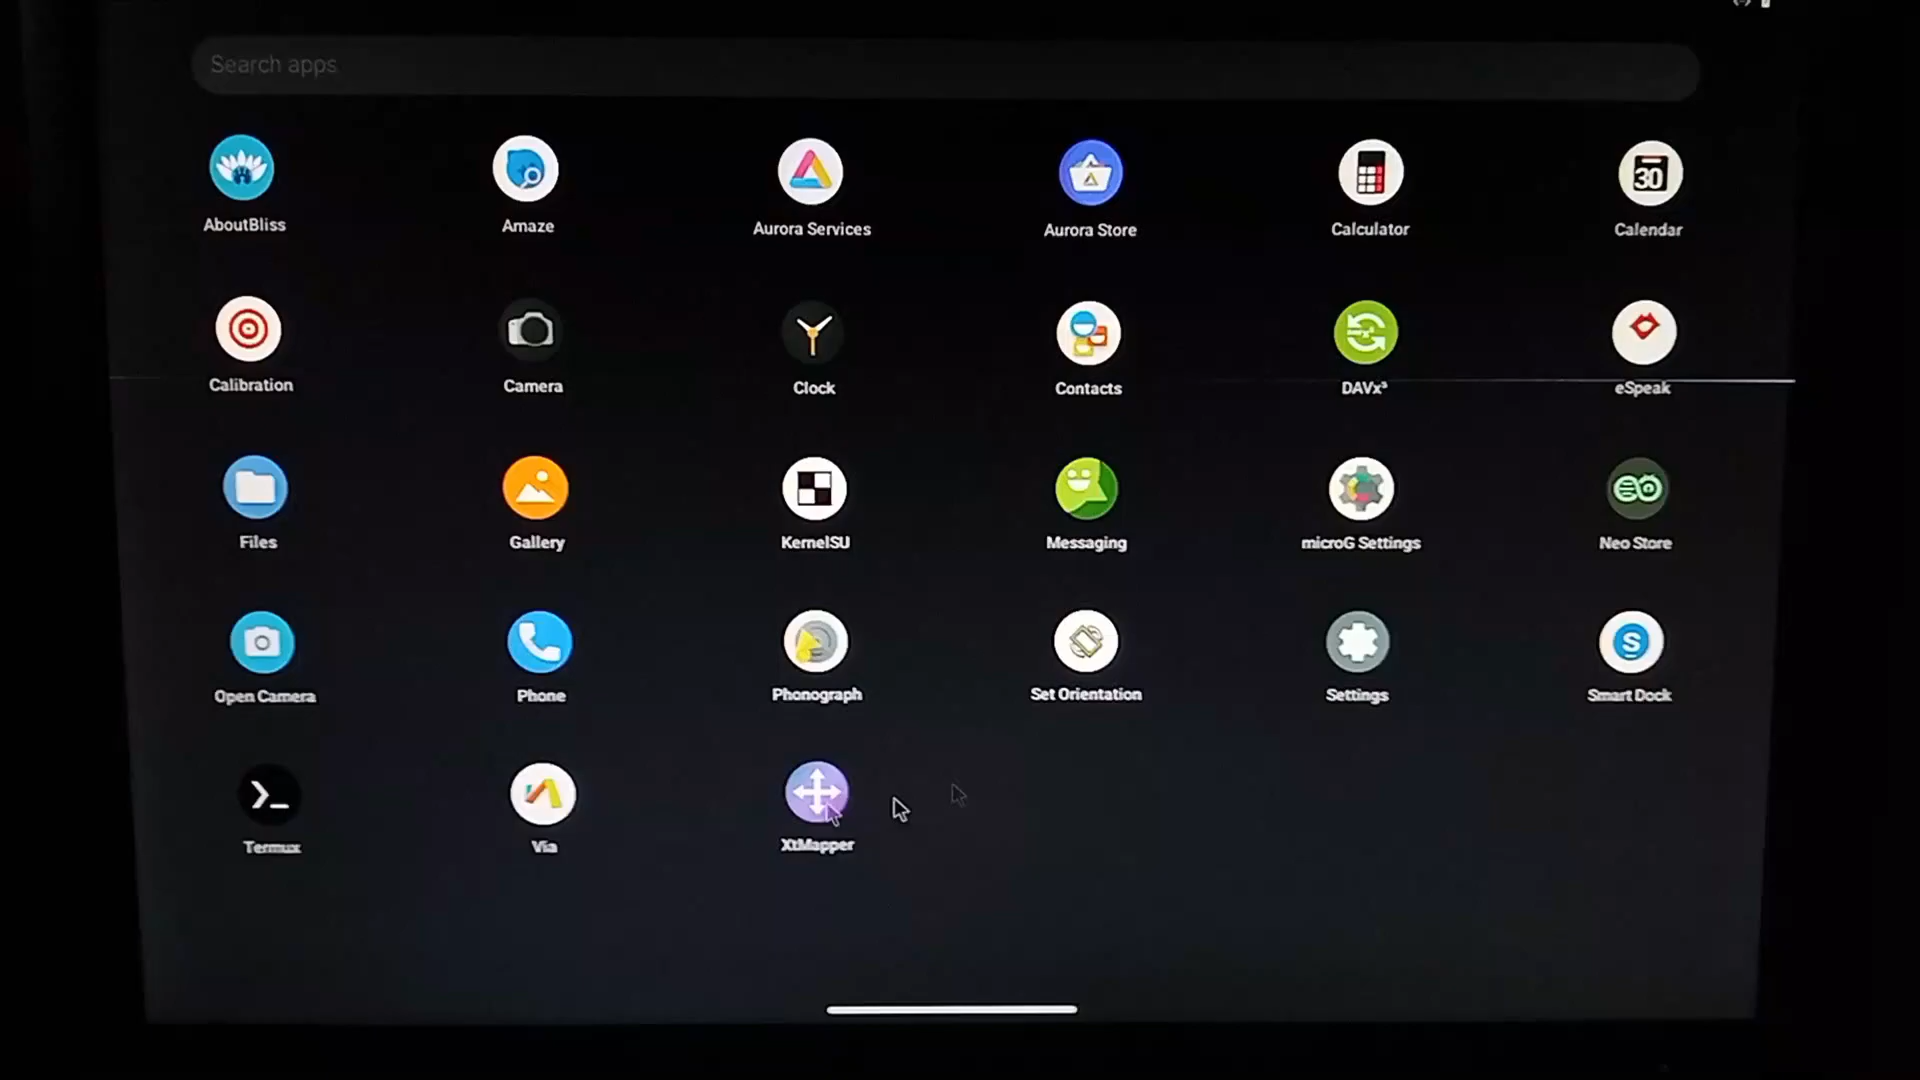 Search apps
AboutBliss
Amaze
Aurora Services
Aurora Store
Calculator
30
Calendar
Calibration
Camera
Clock
Contacts
DAVx⁵
eSpeak
Files
Gallery
KernelSU
Messaging
microG Settings
Neo Store
Open Camera
Phone
Phonograph
Set Orientation
Settings
S
Smart Dock
>_
Termux
Via
XtMapper